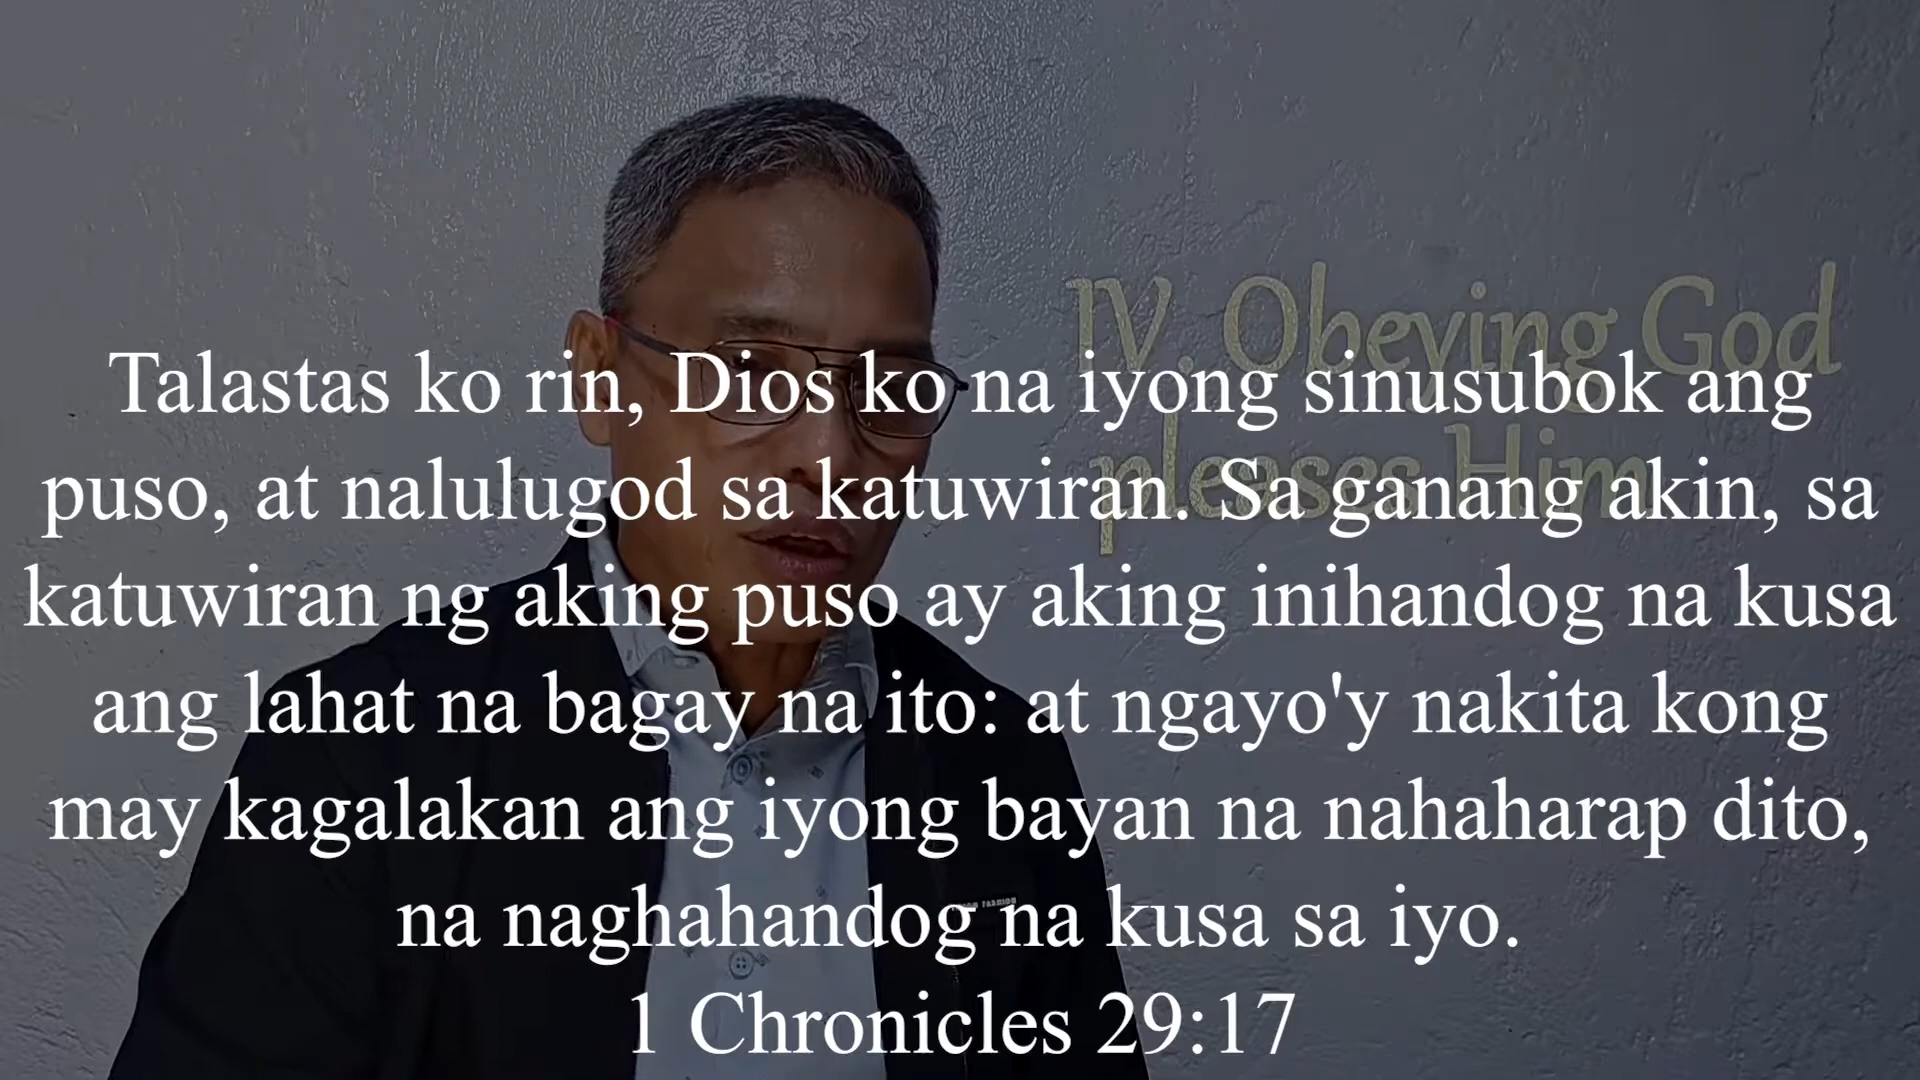 IV. Obeying God
pleases Him
Talastas ko rin, Dios ko na iyong sinusubok ang
puso, at nalulugod sa katuwiran. Sa ganang akin, sa
katuwiran ng aking puso ay aking inihandog na kusa
ang lahat na bagay na ito: at ngayo'y nakita kong
may kagalakan ang iyong bayan na nahaharap dito,
na naghahandog na kusa sa iyo.
1 Chronicles 29:17